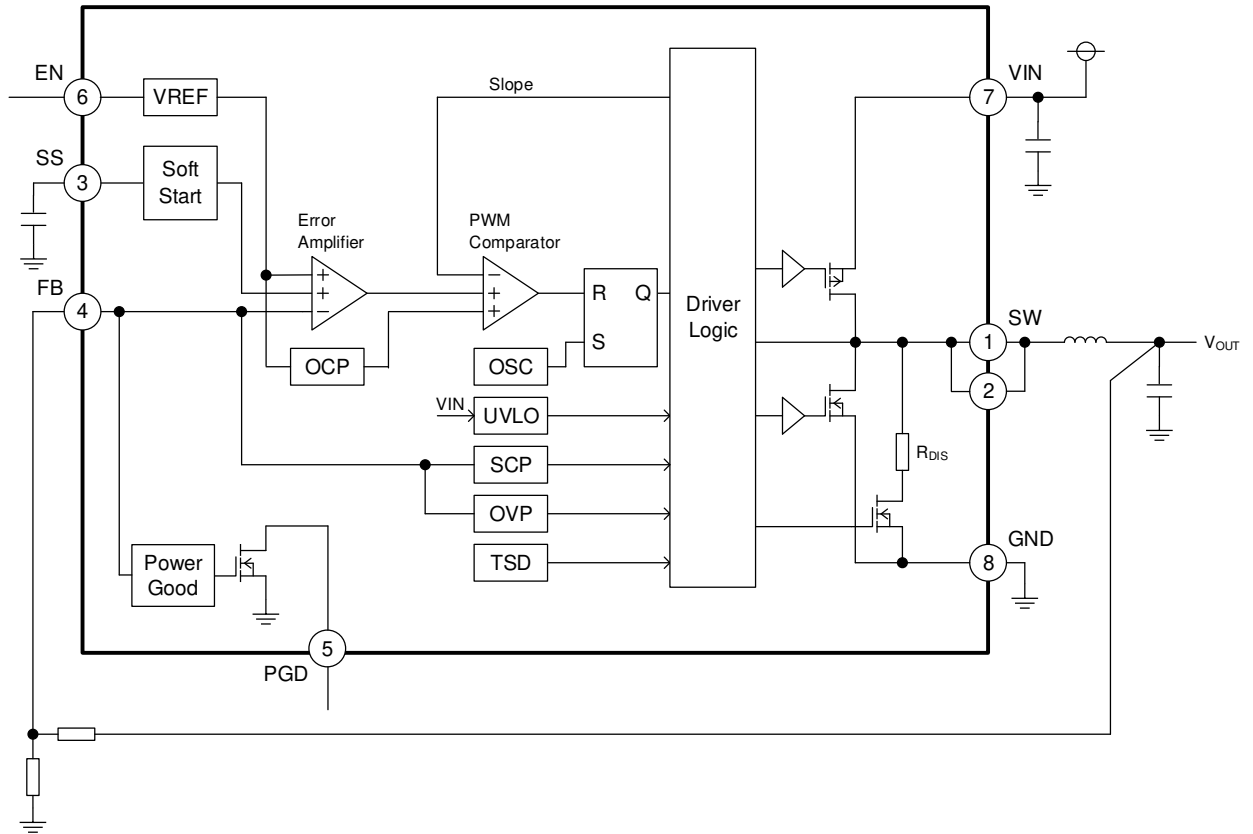 EN
6
VREF
SS
3
Soft
Start
FB
4
Error
Amplifier
+
+
−
OCP
Slope
PWM
Comparator
−
+
+
R
Q
S
OSC
VIN
UVLO
SCP
OVP
TSD
Driver
Logic
Power
Good
5
PGD
VIN
7
SW
1
2
VOUT
RDIS
GND
8